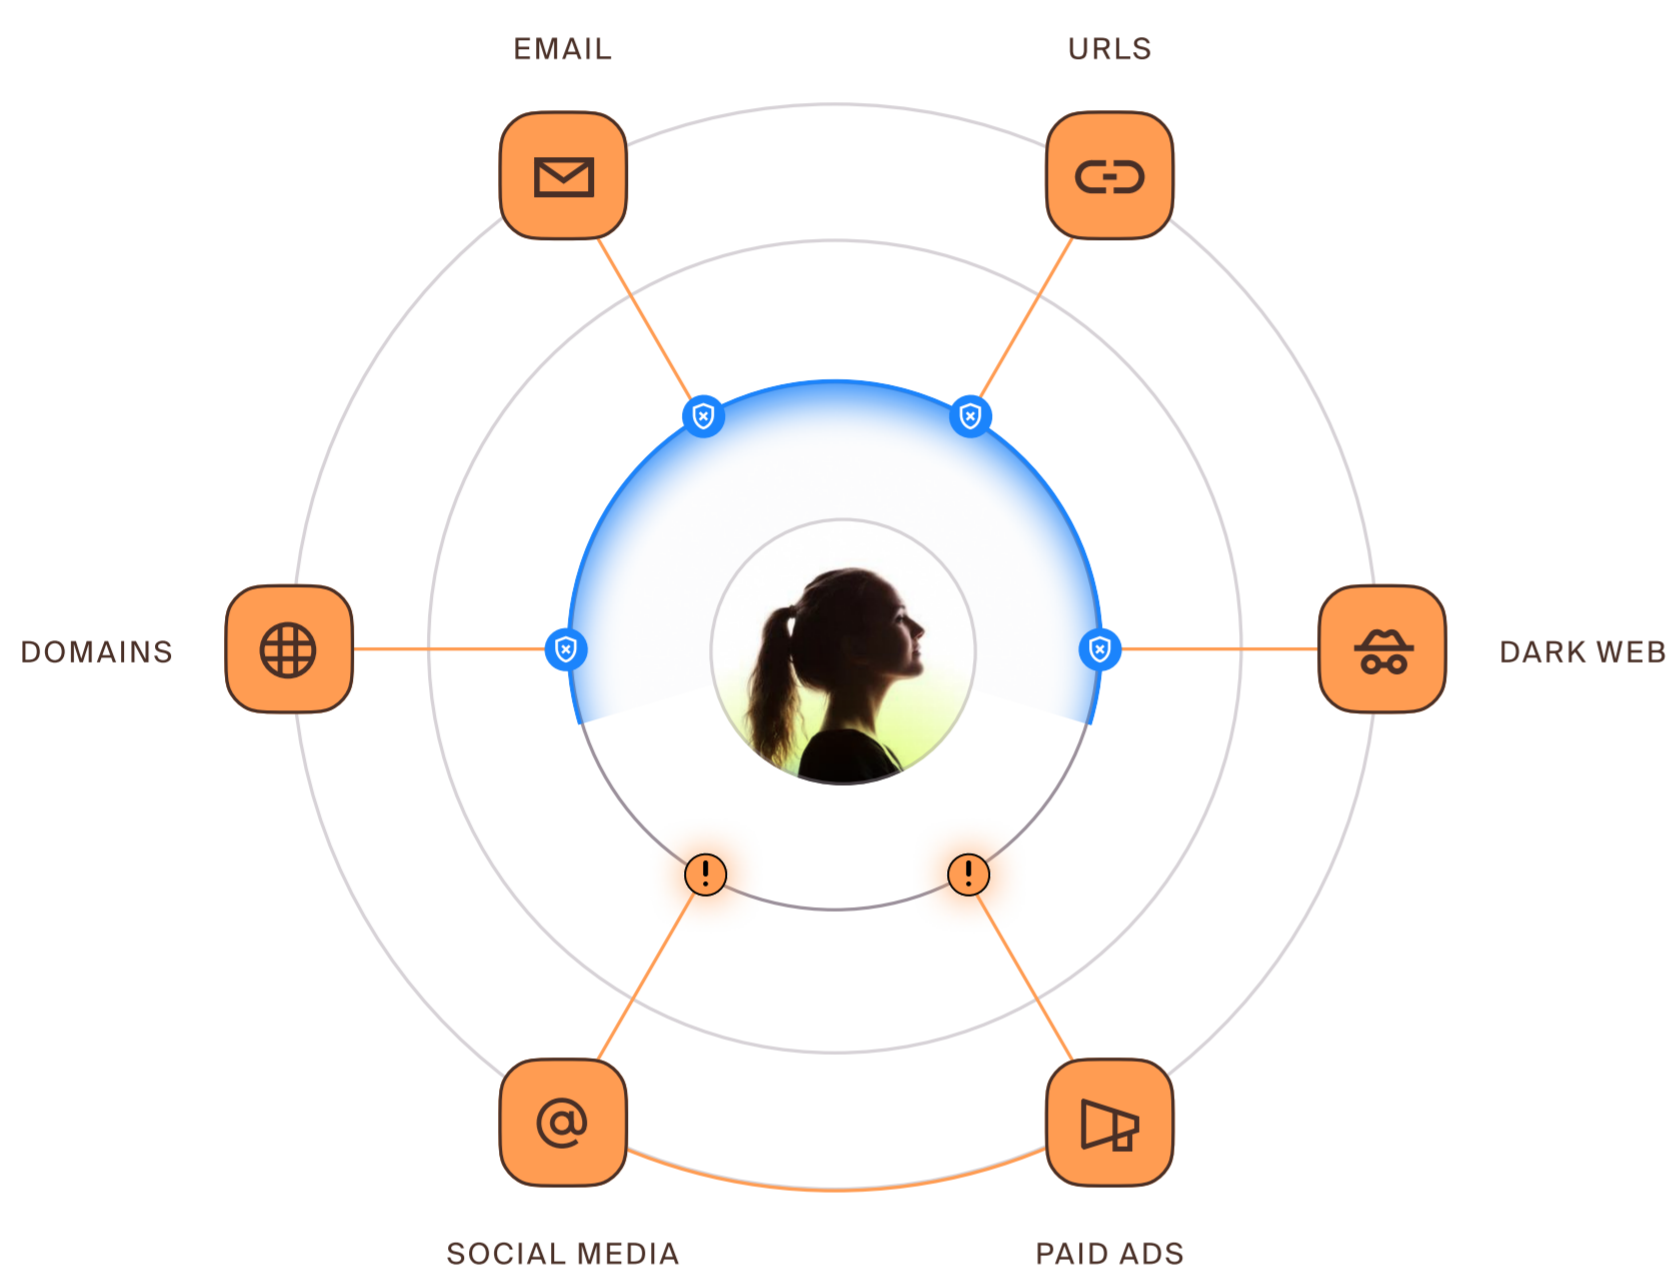 EMAIL
URLS
DOMAINS
DARK WEB
SOCIAL MEDIA
PAID ADS